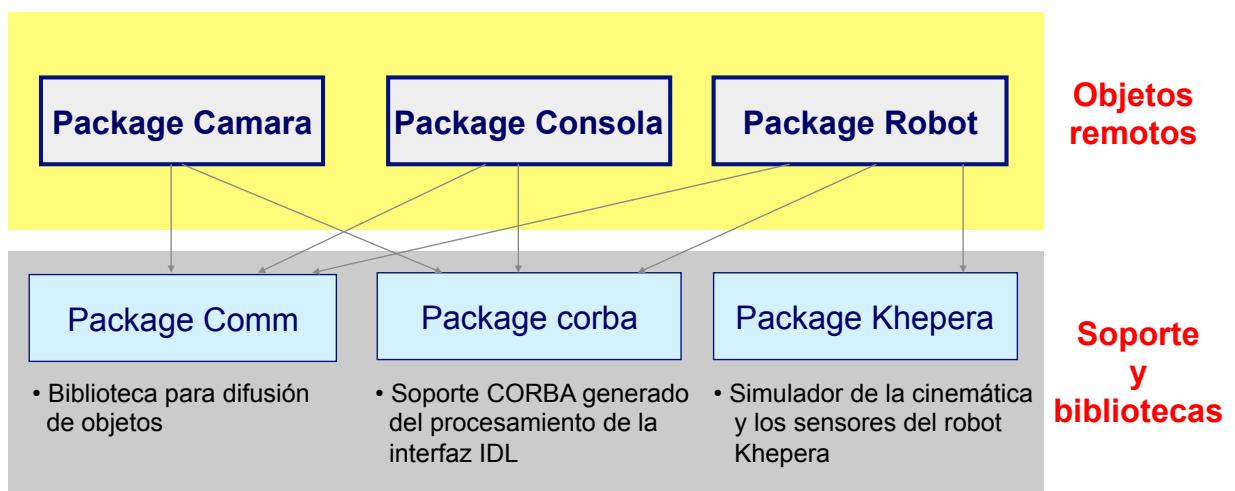 Package Camara
Package Consola
Package Robot
Objetos
remotos
Package Comm
Package corba
Package Khepera
• Biblioteca para difusión
de objetos
• Soporte CORBA generado
del procesamiento de la
interfaz IDL
• Simulador de la cinemática
y los sensores del robot
Khepera
Soporte
y
bibliotecas